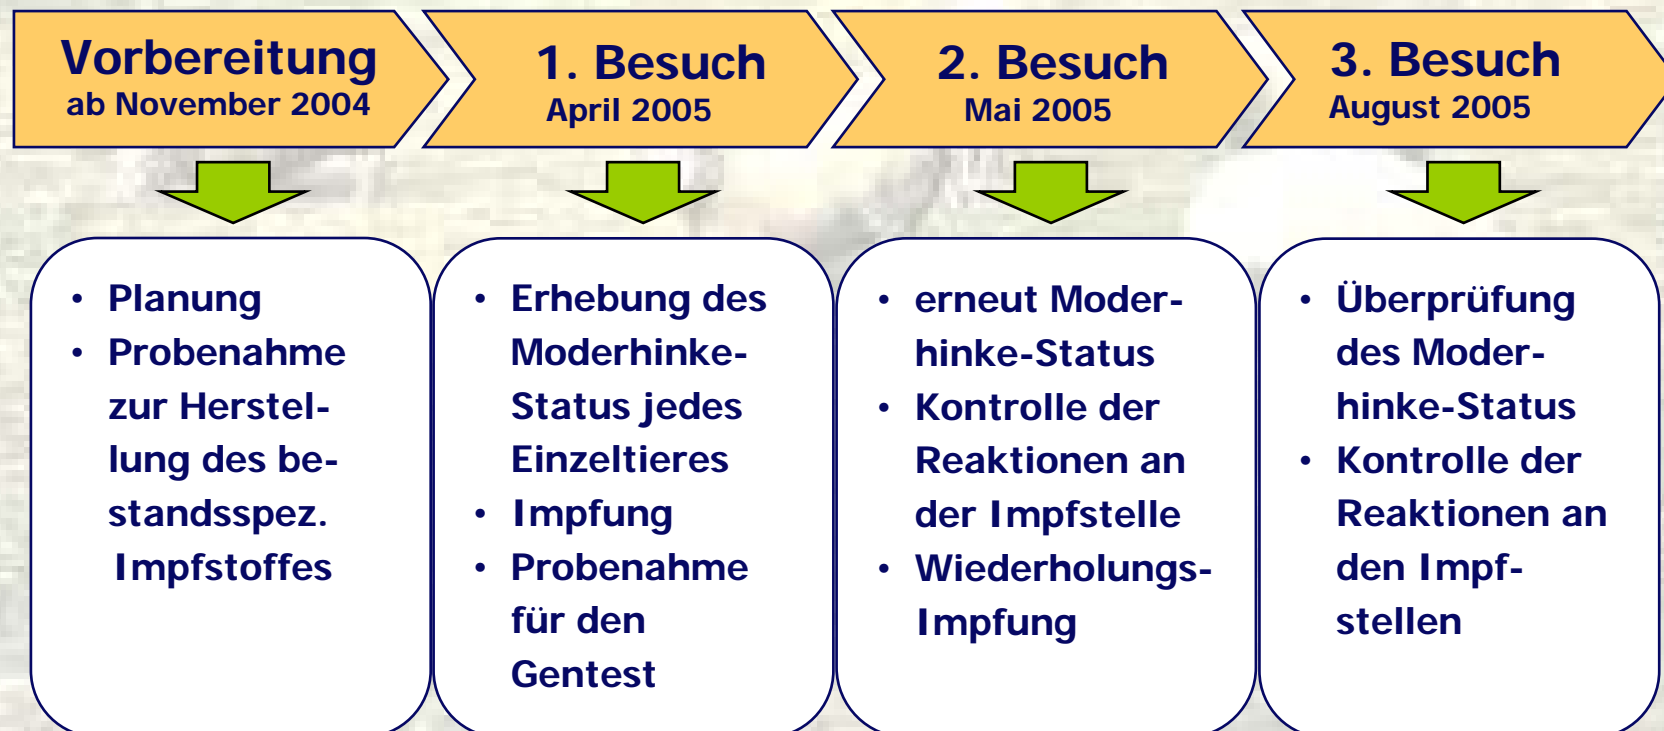 Vorbereitung
ab November 2004
1. Besuch
April 2005
2. Besuch
Mai 2005
3. Besuch
August 2005
• Planung
• Probenahme
zur Herstel-
lung des be-
standsspez.
Impfstoffes
• Erhebung des
Moderhinke-
Status jedes
Einzeltieres
• Impfung
• Probenahme
für den
Gentest
• erneut Moder-
hinke-Status
• Kontrolle der
Reaktionen an
der Impfstelle
• Wiederholungs-
Impfung
• Überprüfung
des Moder-
hinke-Status
• Kontrolle der
Reaktionen an
den Impf-
stellen